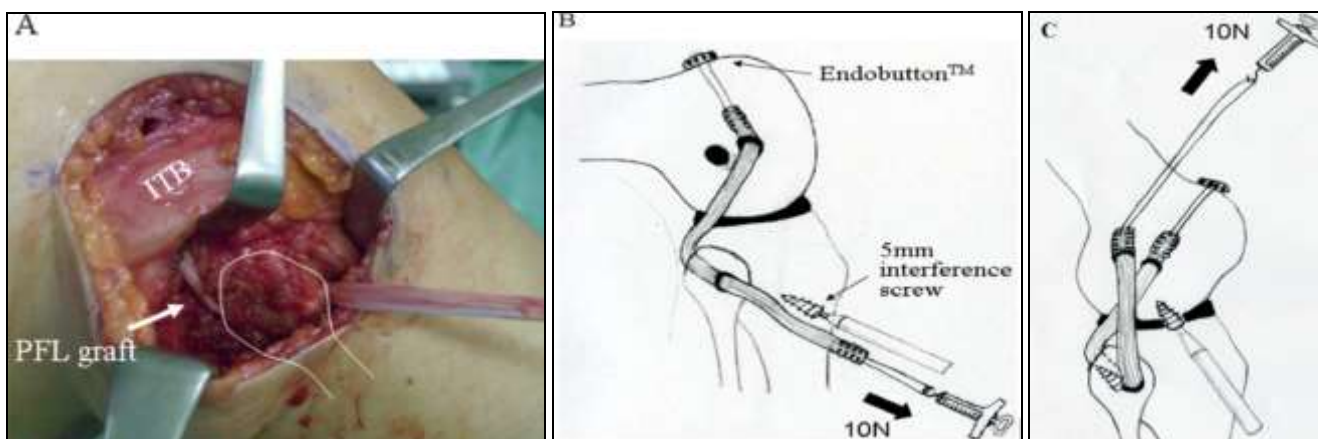 A
ITB
PFL graft
B
Endobutton™
5mm
interference
screw
10N
C
10N